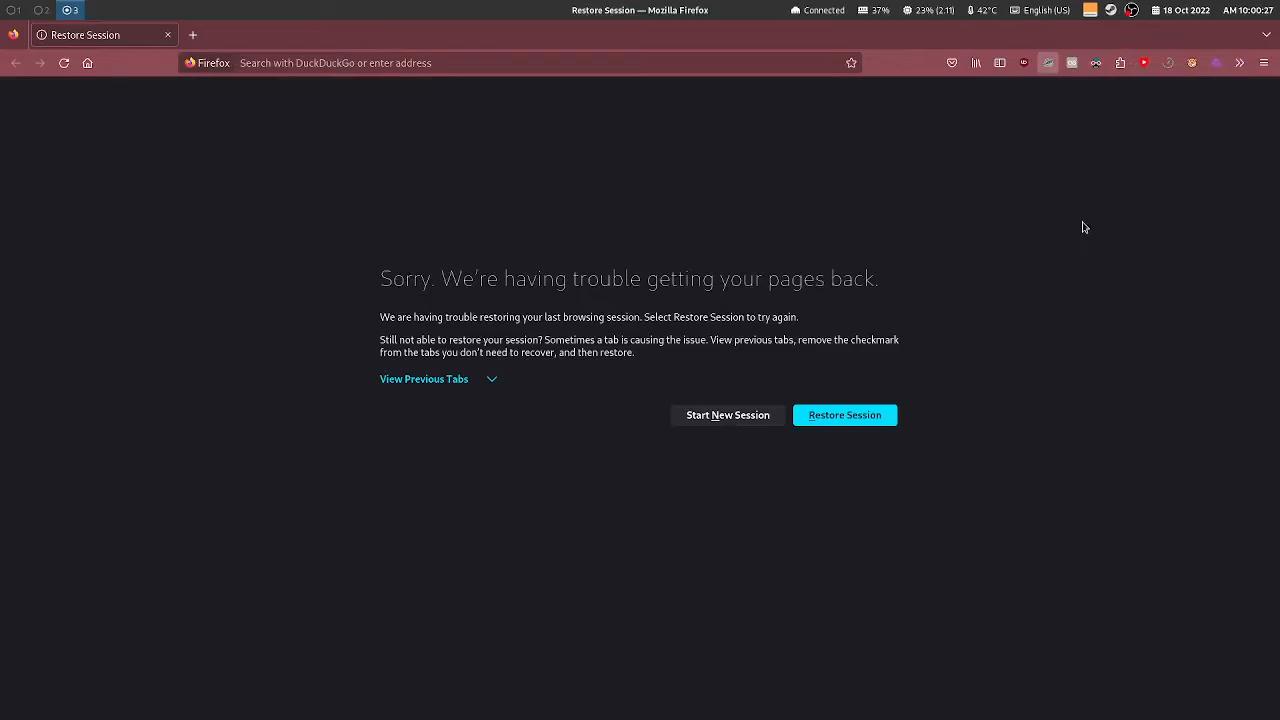 1
2
3
Restore Session — Mozilla Firefox
Connected
37%
23% (2.11)
42°C
English (US)
18 Oct 2022
AM 10:00:27
Restore Session
Firefox
Search with DuckDuckGo or enter address
Sorry. We're having trouble getting your pages back.
We are having trouble restoring your last browsing session. Select Restore Session to try again.
Still not able to restore your session? Sometimes a tab is causing the issue. View previous tabs, remove the checkmark
from the tabs you don't need to recover, and then restore.
View Previous Tabs
Start New Session
Restore Session